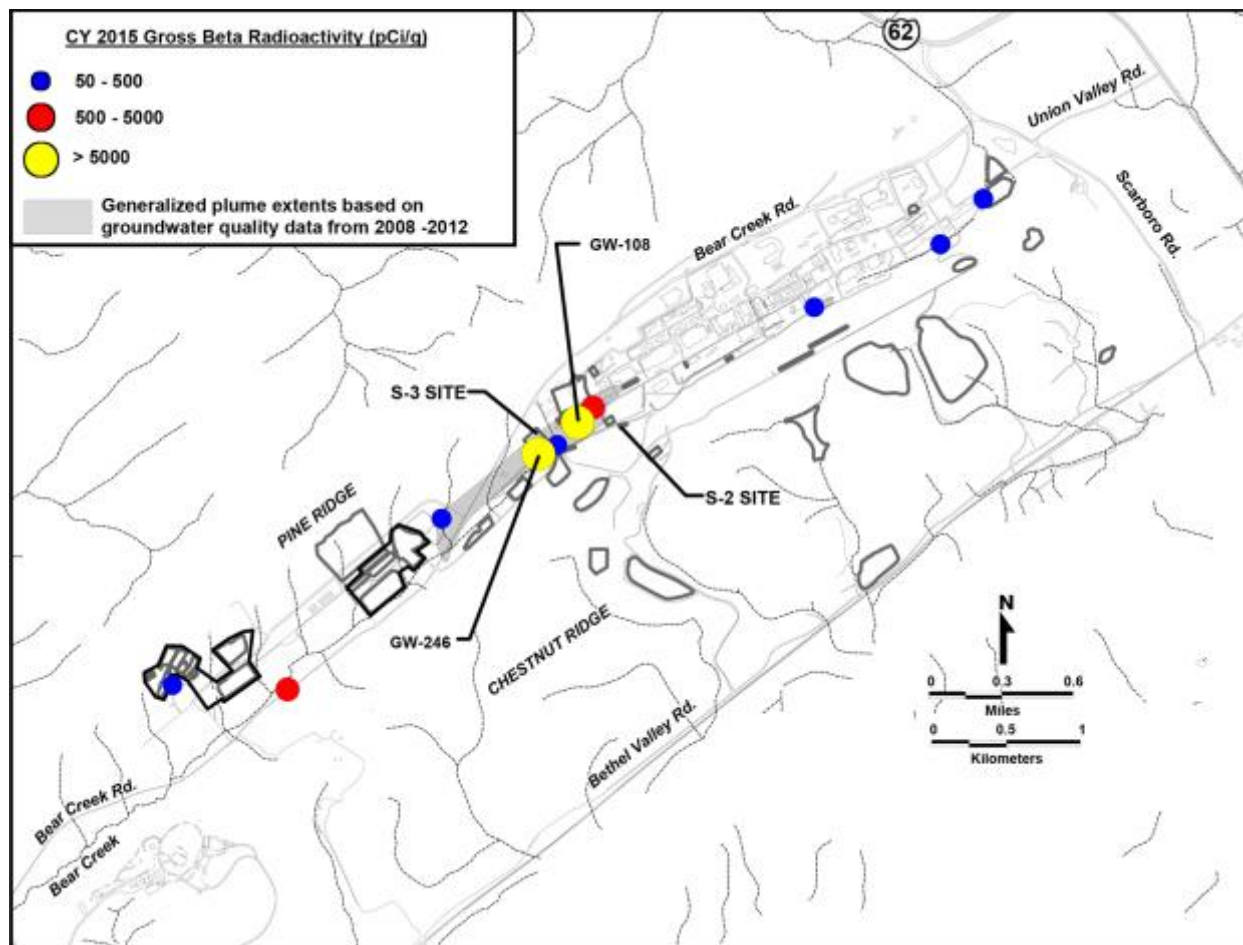 CY 2015 Gross Beta Radioactivity (pCi/q)
50 - 500
500 - 5000
> 5000
Generalized plume extents based on
groundwater quality data from 2008 -2012
62
Union Valley Rd.
Scarboro Rd.
Bear Creek Rd.
GW-108
S-3 SITE
S-2 SITE
PINE RIDGE
GW-246
CHESTNUT RIDGE
Bethel Valley Rd.
N
0 0.3 0.6
Miles
0 0.5 1
Kilometers
Bear Creek Rd.
Bear Creek